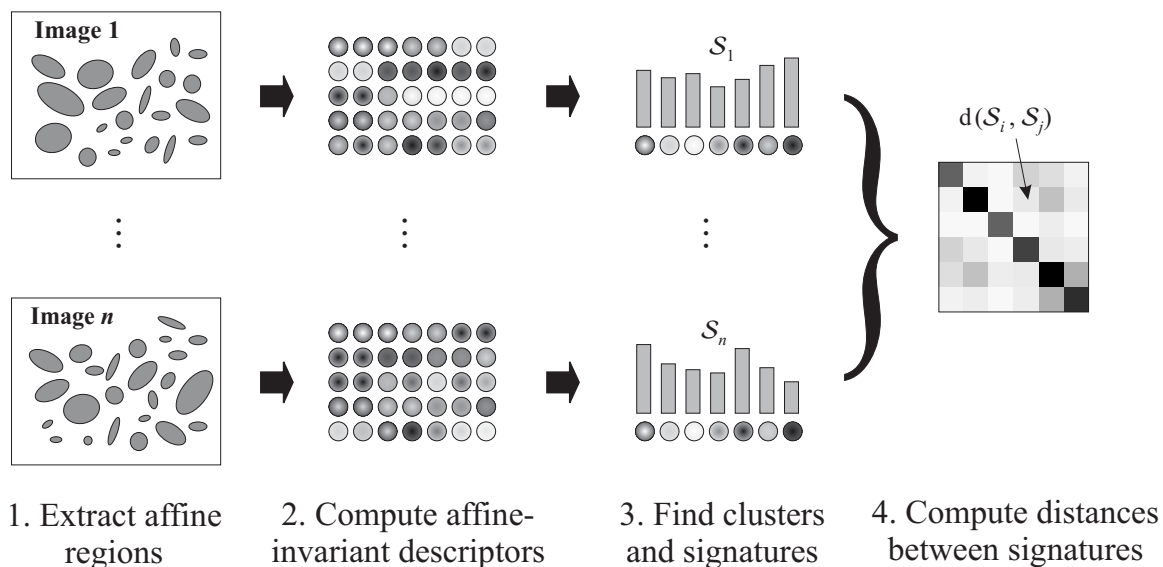 Image 1
S₁
d(Sᵢ, Sⱼ)
Image n
Sₙ
1. Extract affine
regions
2. Compute affine-
invariant descriptors
3. Find clusters
and signatures
4. Compute distances
between signatures